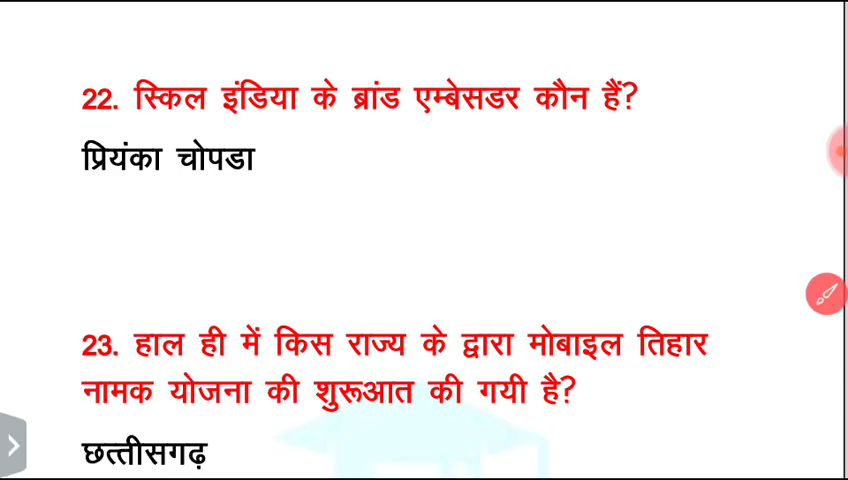 22. स्किल इंडिया के ब्रांड एम्बेसडर कौन हैं?
प्रियंका चोपडा
23. हाल ही में किस राज्य के द्वारा मोबाइल तिहार
नामक योजना की शुरूआत की गयी है?
छत्तीसगढ़